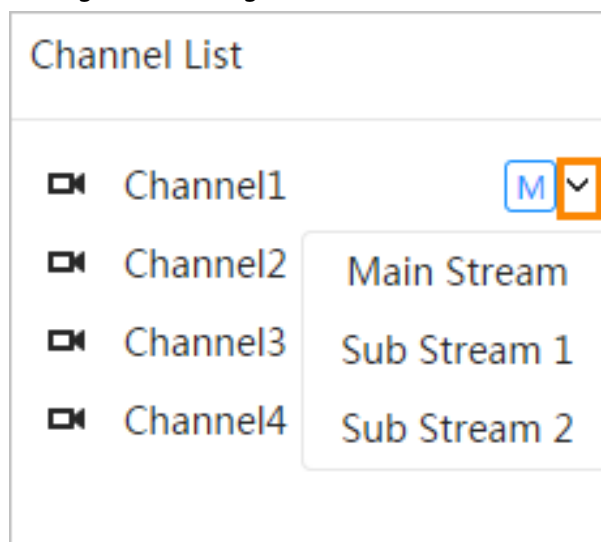 Channel List
Channel1 M
Channel2
Main Stream
Channel3
Sub Stream 1
Channel4
Sub Stream 2